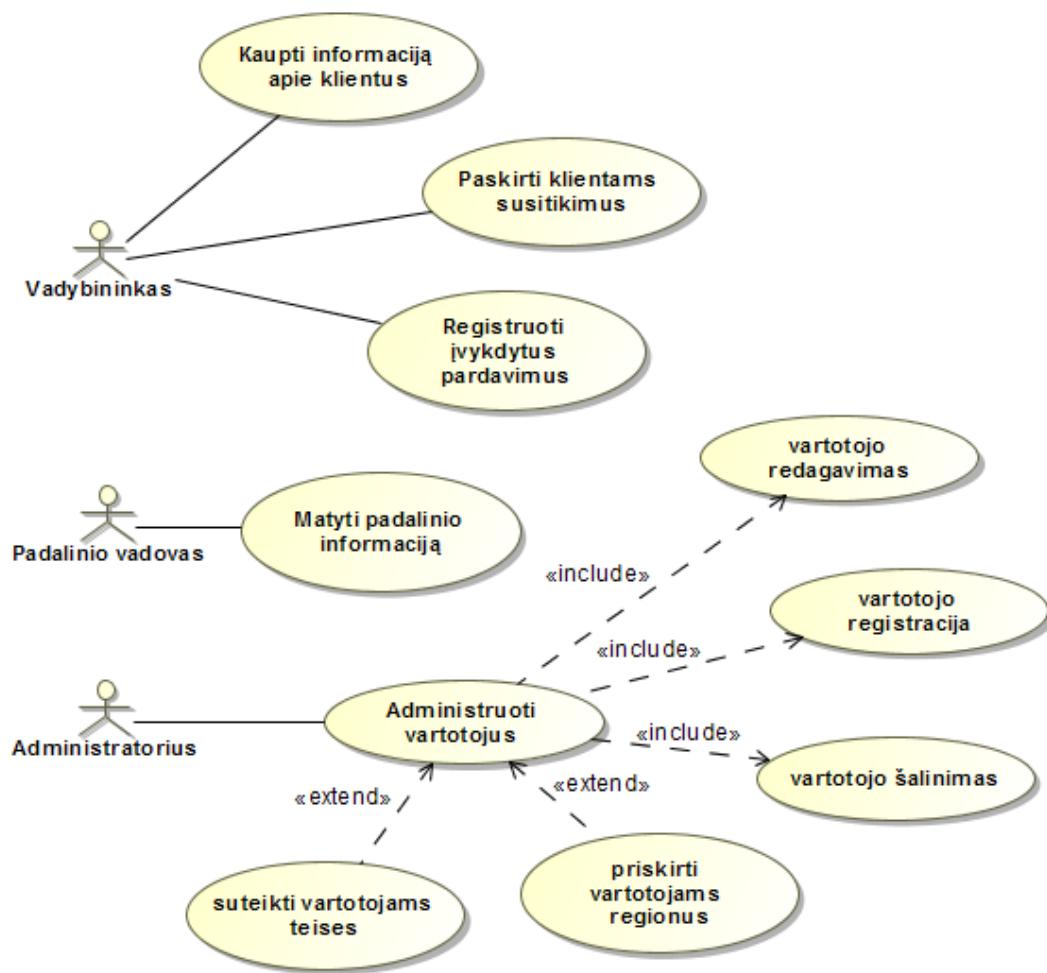 Kaupti informaciją
apie klientus
Paskirti klientams
susitikimus
Vadybininkas
Registruoti
įvykdytus
pardavimus
vartotojo
redagavimas
Matyti padalinio
informaciją
Padalinio vadovas
«include»
vartotojo
registracija
«include»
Administruoti
vartotojus
Administratorius
«include»
vartotojo šalinimas
«extend»
«extend»
suteikti vartotojams
teises
priskirti
vartotojams
regionus